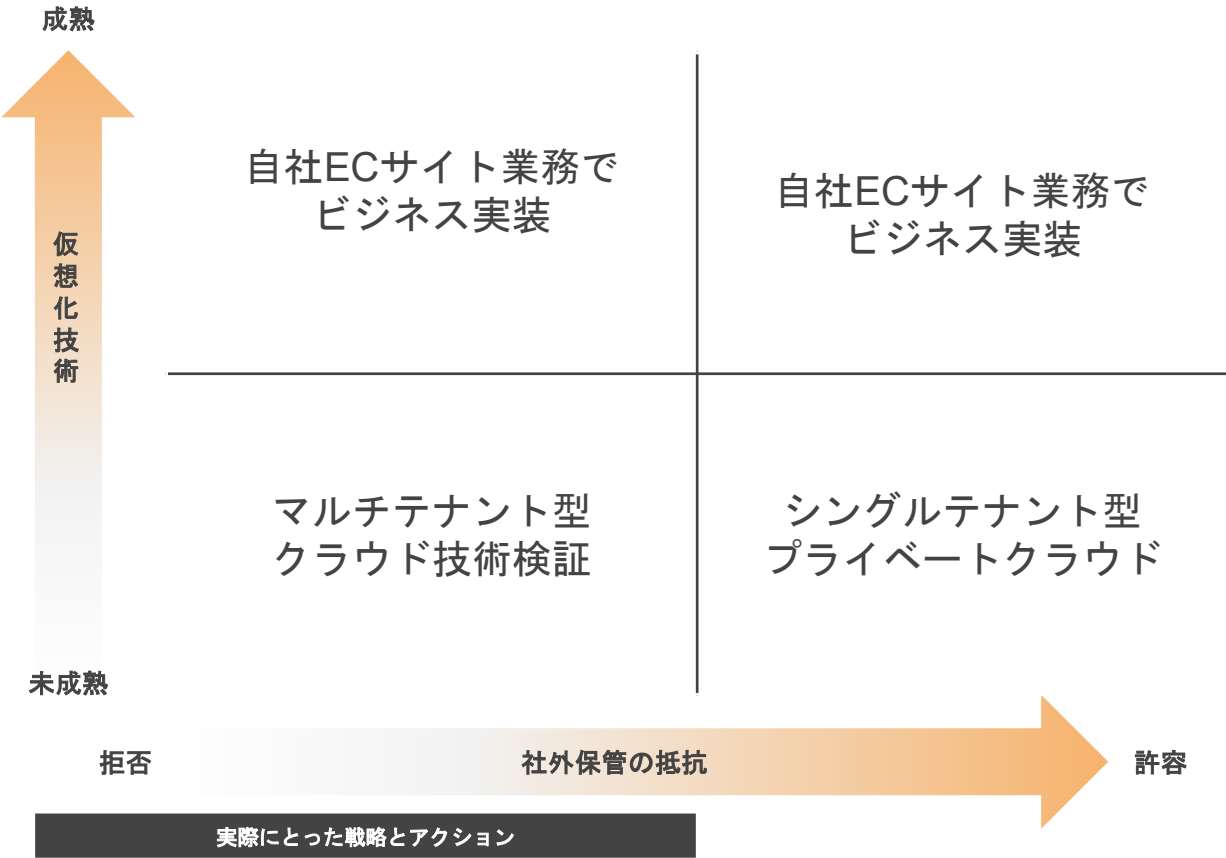 成熟
自社ECサイト業務で
ビジネス実装
自社ECサイト業務で
ビジネス実装
仮想化技術
マルチテナント型
クラウド技術検証
シングルテナント型
プライベートクラウド
未成熟
拒否
社外保管の抵抗
許容
実際にとった戦略とアクション